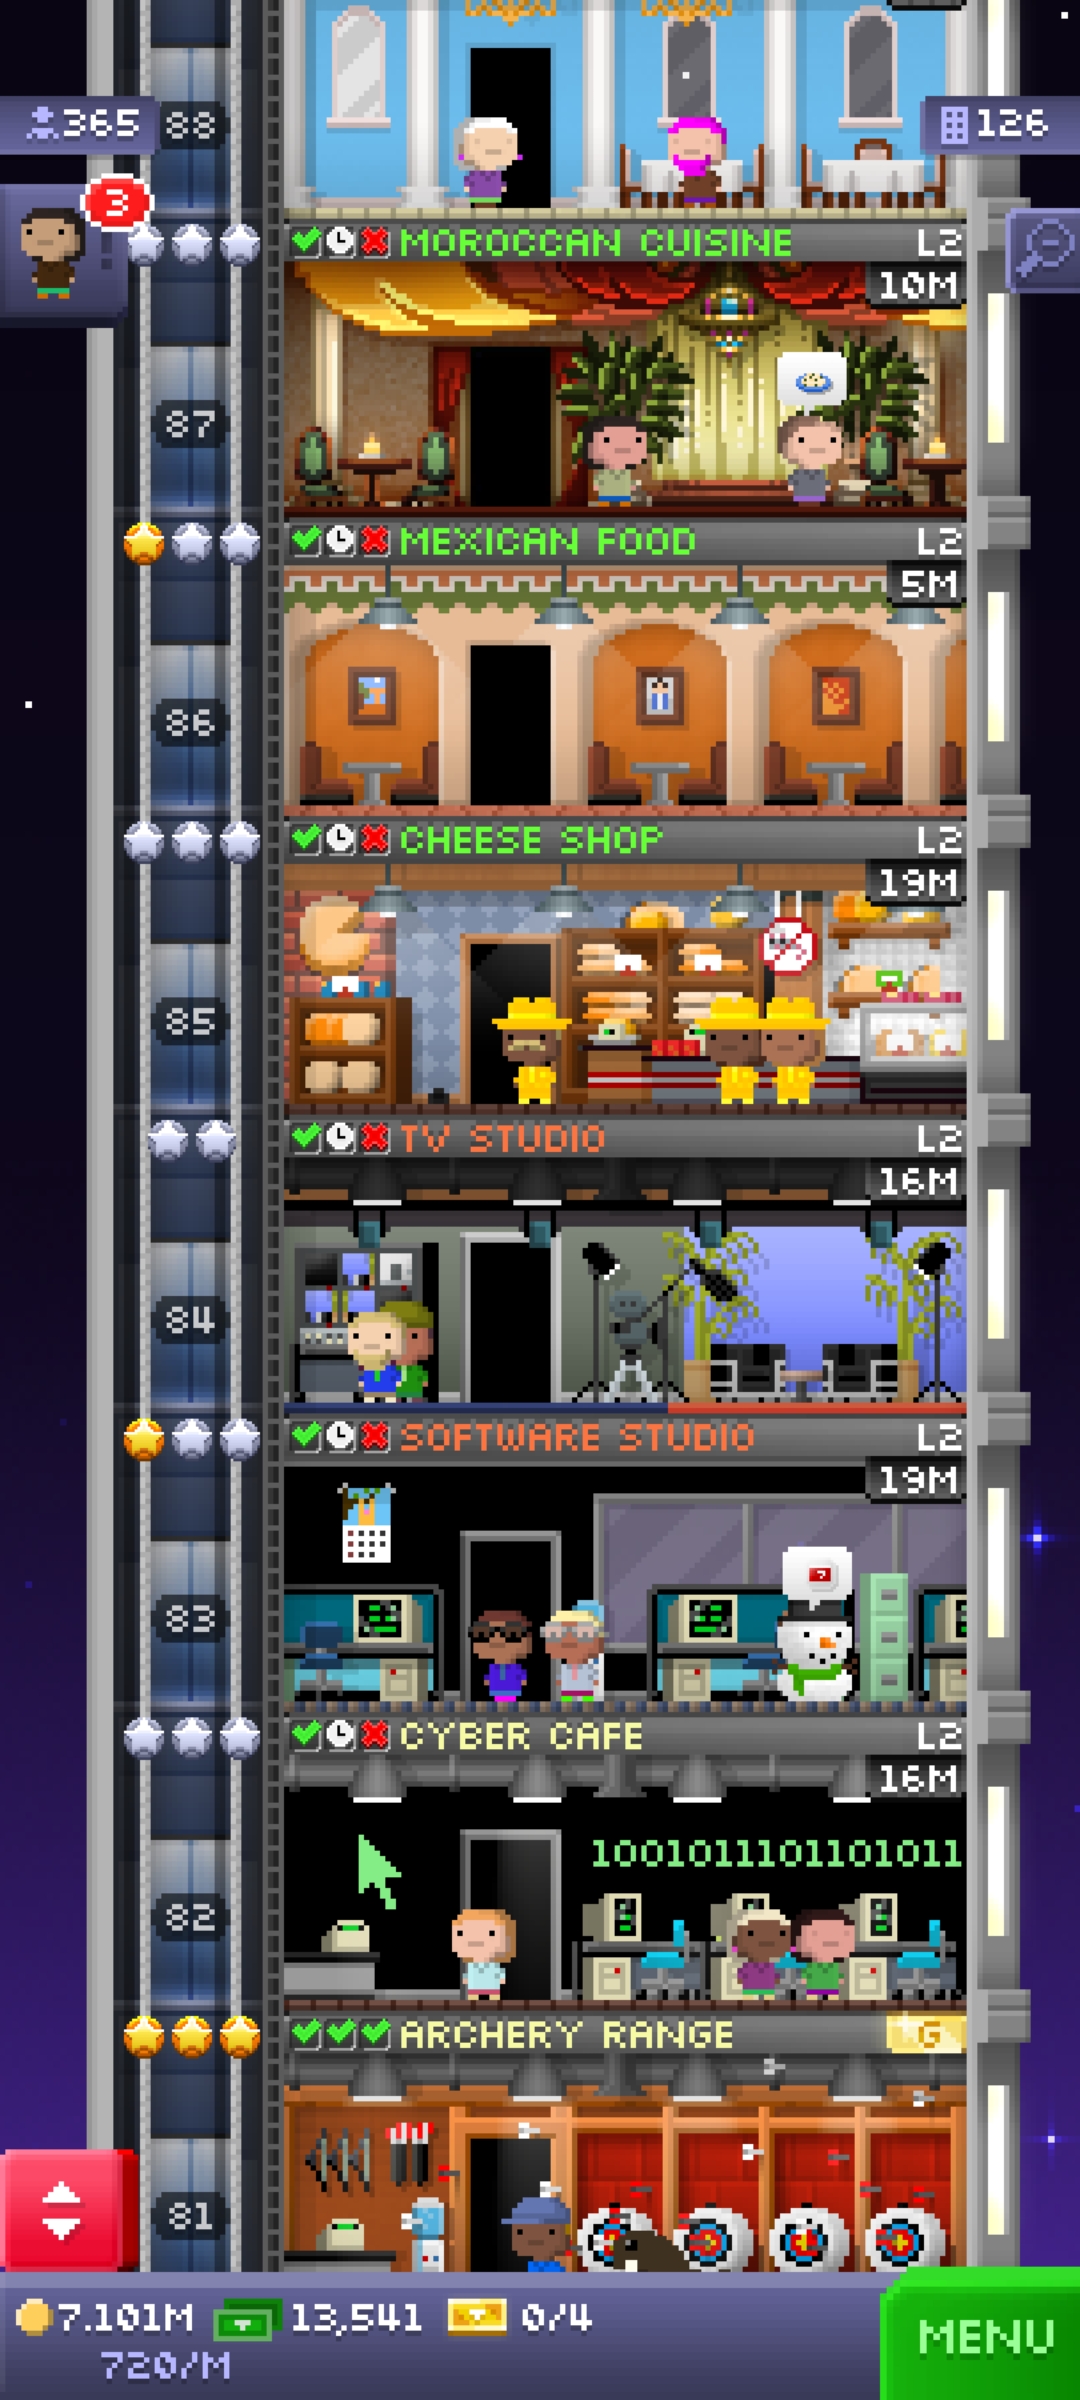 365
88
126
3
MOROCCAN CUISINE L2
10M
87
MEXICAN FOOD L2
5M
86
CHEESE SHOP L2
19M
85
TV STUDIO L2
16M
84
SOFTWARE STUDIO L2
19M
?
83
CYBER CAFE L2
16M
1001011101101011
82
ARCHERY RANGE G
81
7.101M 13,541 0/4
720/M
MENU